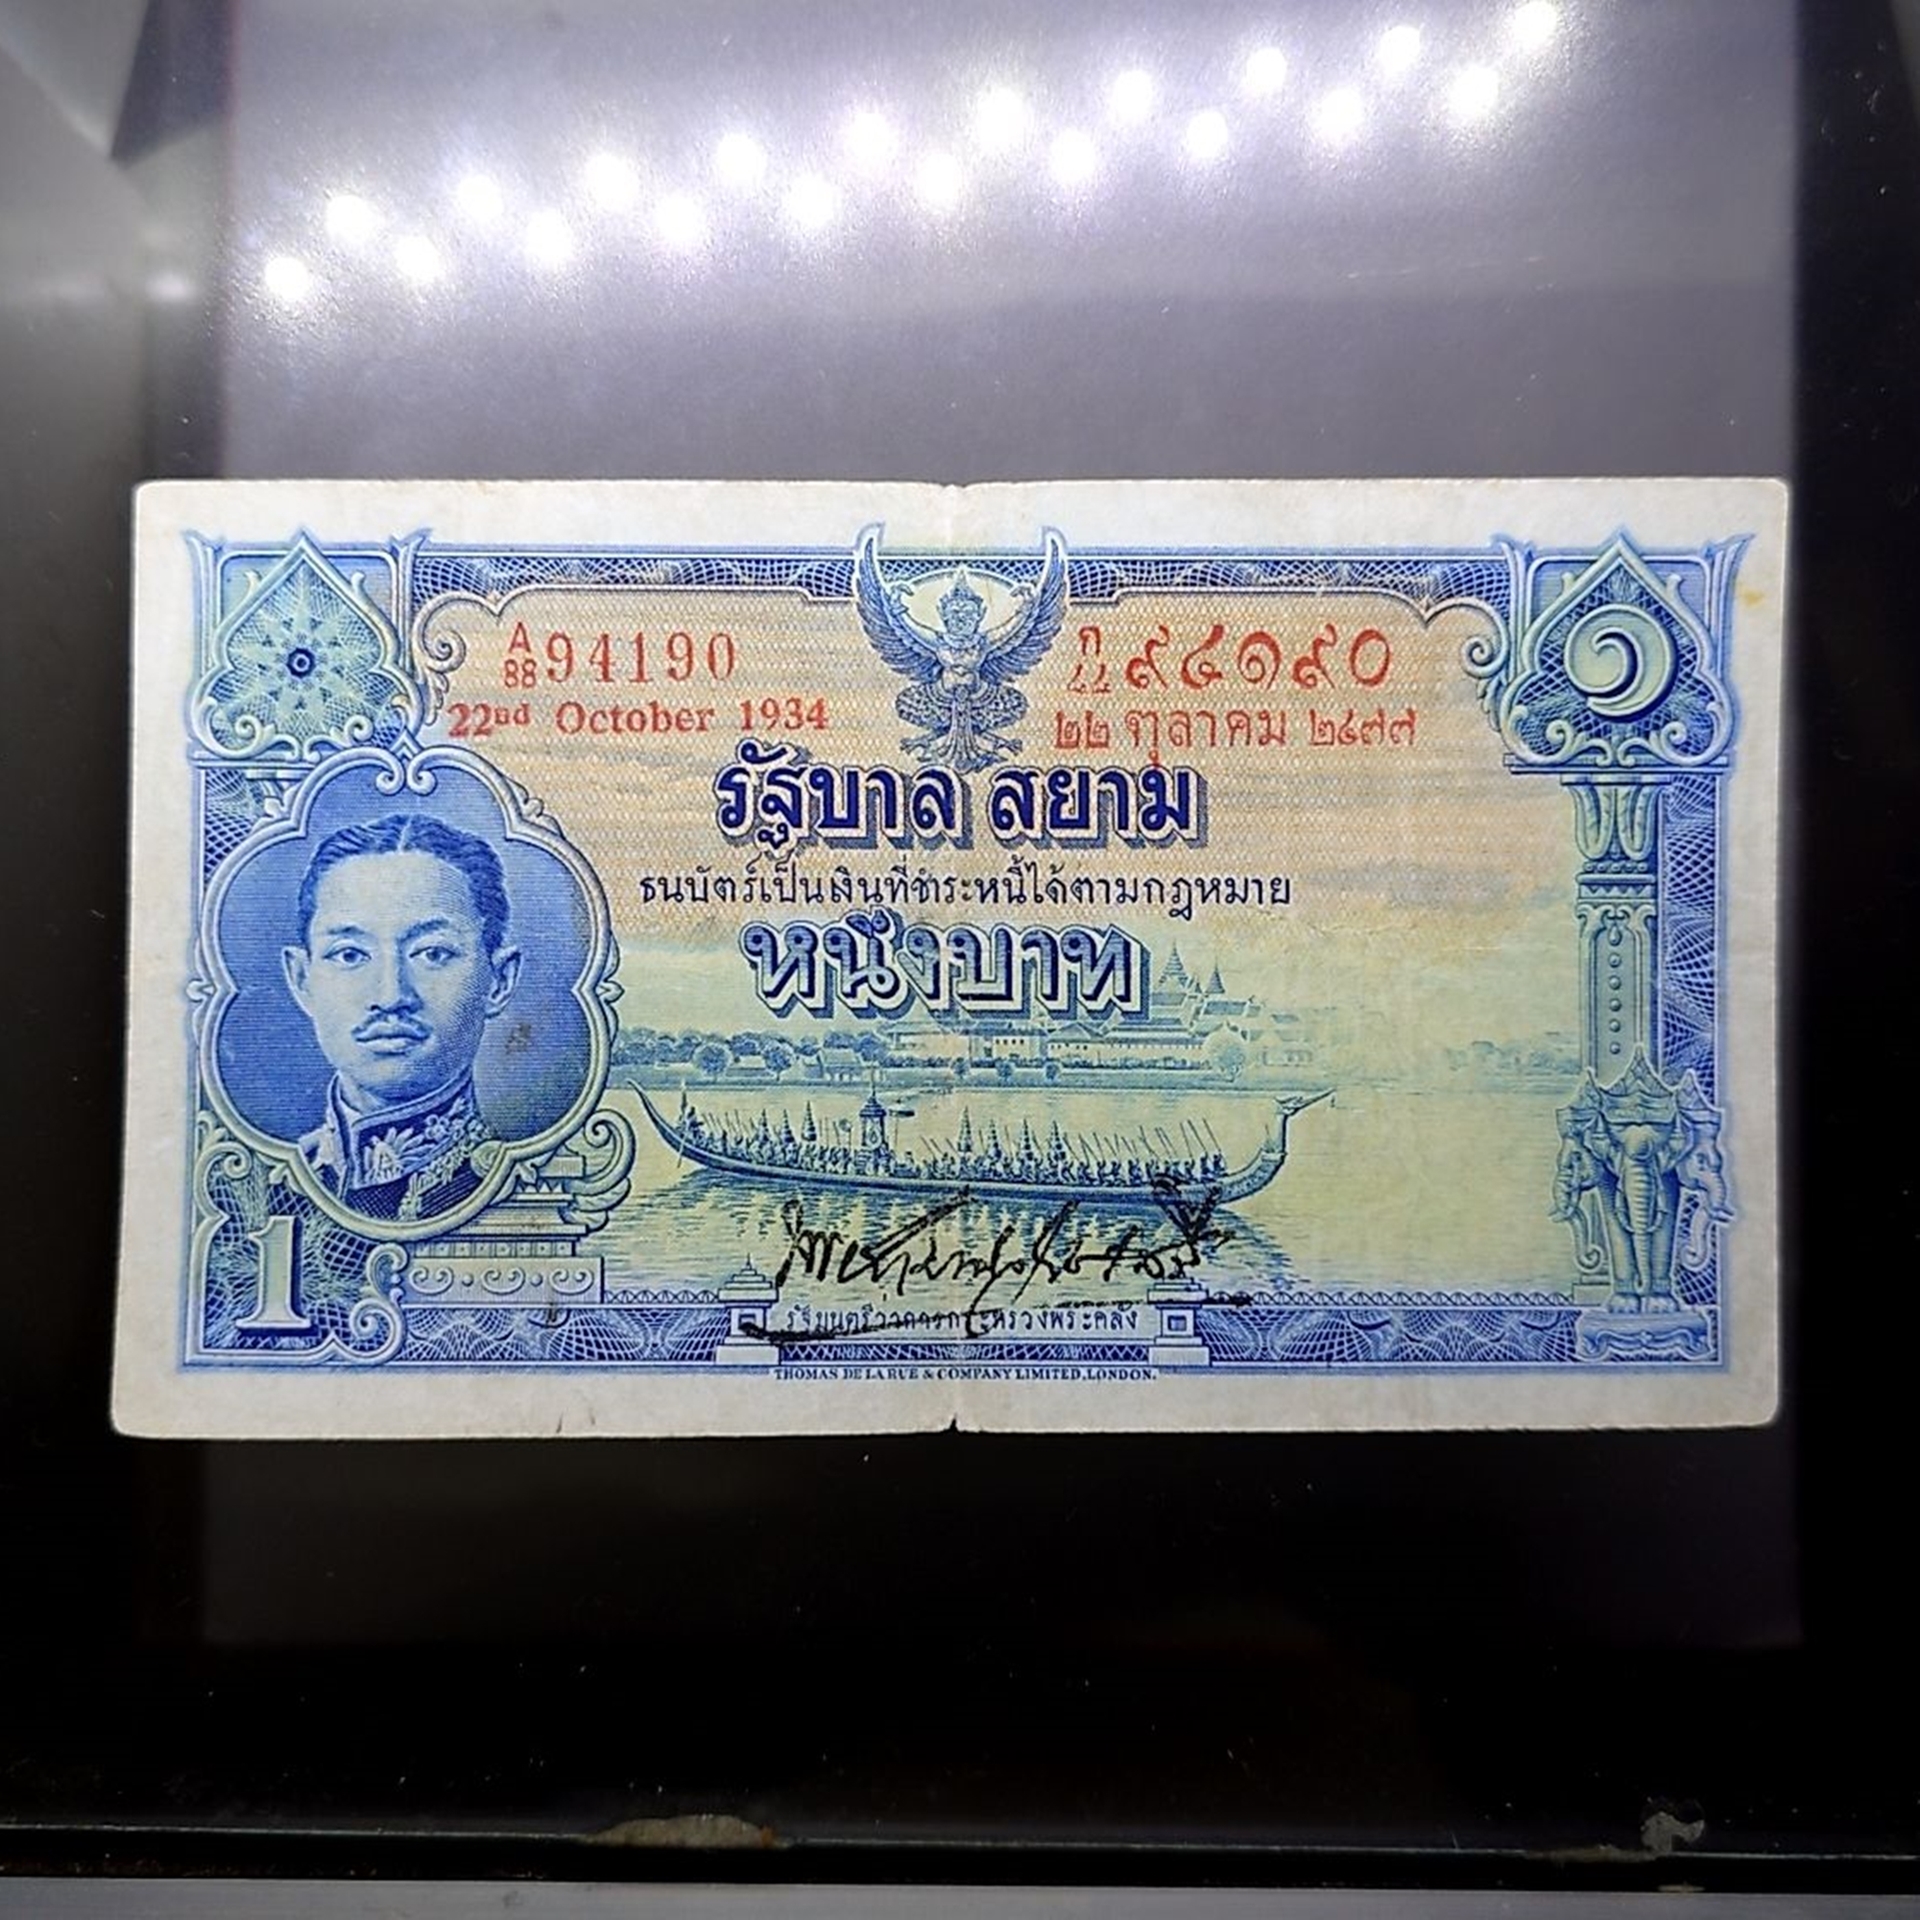 A/88 94190
ก/๘๘ ๙๔๑๙๐
๑
22nd October 1934
๒๒ ตุลาคม ๒๔๗๗
รัฐบาล สยาม
ธนบัตร์เป็นเงินที่ชำระหนี้ได้ตามกฎหมาย
หนึ่งบาท
1
รัฐมนตรีว่าการกระทรวงพระคลัง
THOMAS DE LA RUE & COMPANY LIMITED, LONDON.